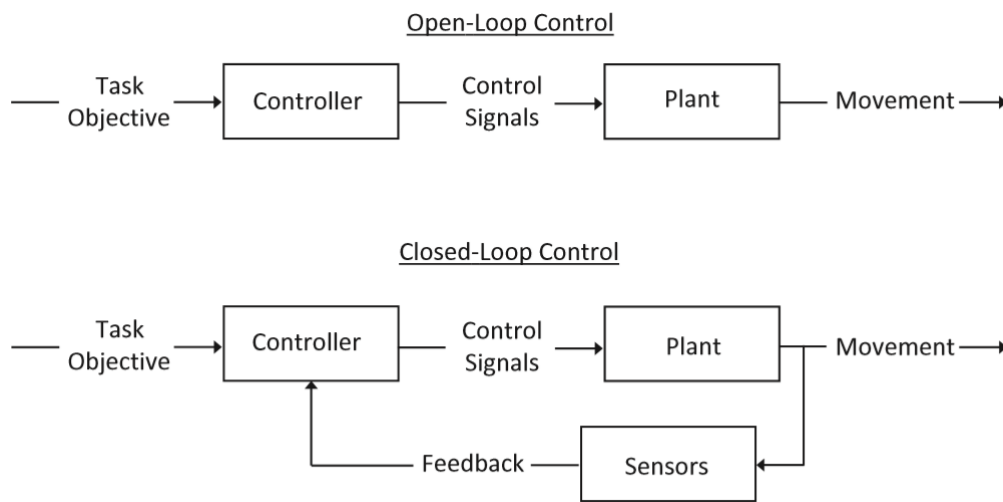 Open-Loop Control
Task
Objective
Controller
Control
Signals
Plant
Movement
Closed-Loop Control
Task
Objective
Controller
Control
Signals
Plant
Movement
Feedback
Sensors